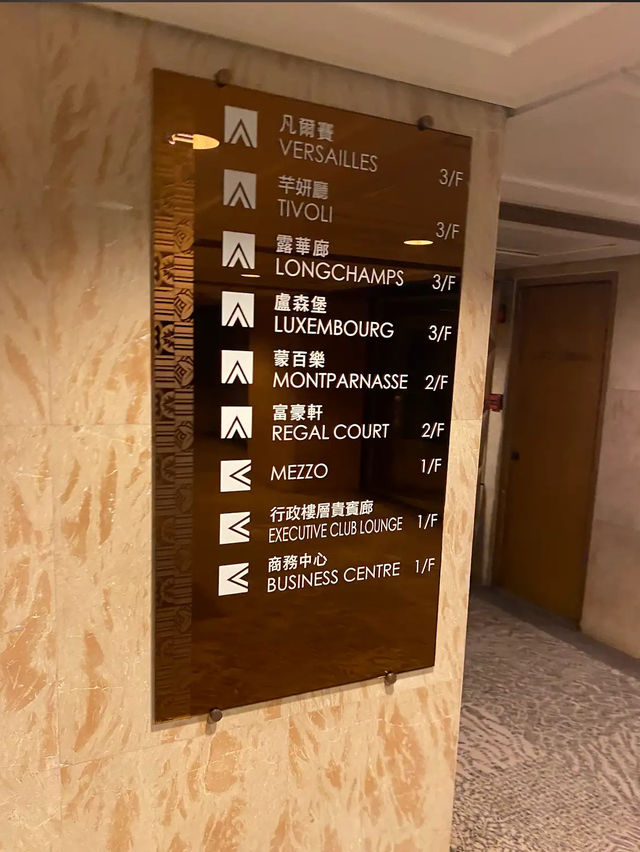 凡爾賽
VERSAILLES 3/F
芊妍廳
TIVOLI 3/F
露華廊
LONGCHAMPS 3/F
盧森堡
LUXEMBOURG 3/F
蒙百樂
MONTPARNASSE 2/F
富豪軒
REGAL COURT 2/F
MEZZO 1/F
行政樓層貴賓廊
EXECUTIVE CLUB LOUNGE 1/F
商務中心
BUSINESS CENTRE 1/F